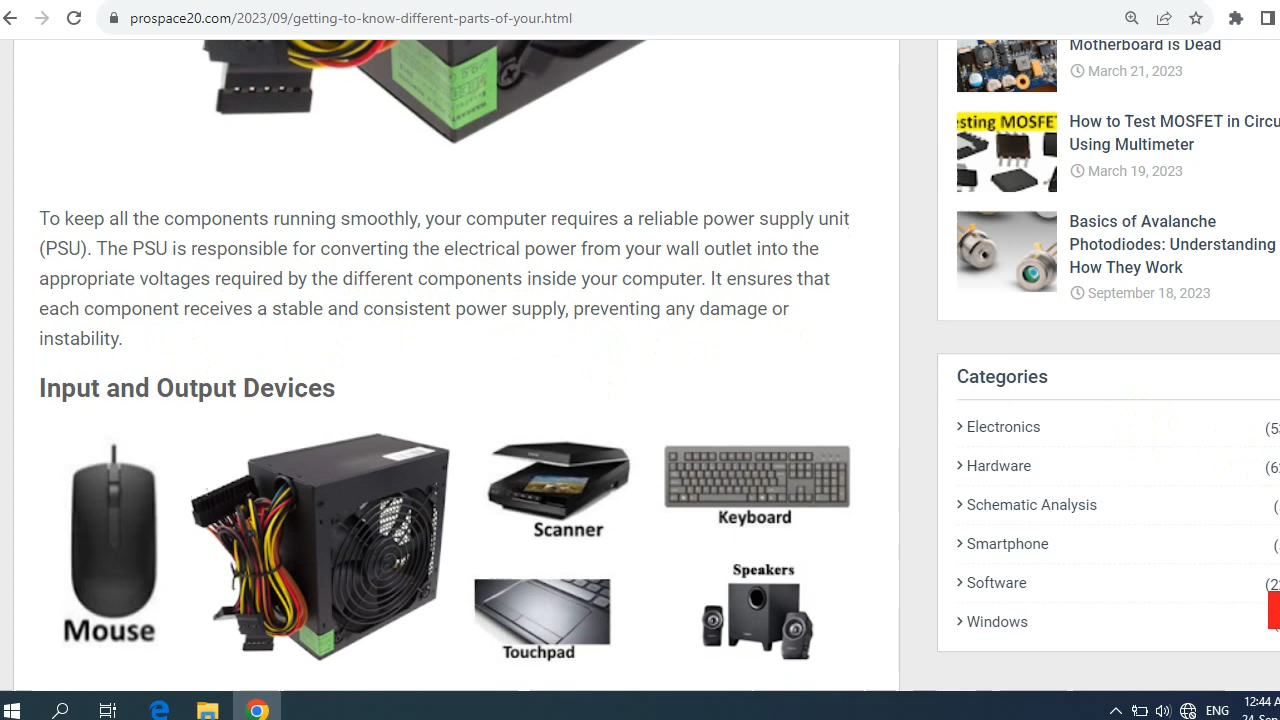 prospace20.com/2023/09/getting-to-know-different-parts-of-your.html
To keep all the components running smoothly, your computer requires a reliable power supply unit
(PSU). The PSU is responsible for converting the electrical power from your wall outlet into the
appropriate voltages required by the different components inside your computer. It ensures that
each component receives a stable and consistent power supply, preventing any damage or
instability.
Input and Output Devices
Mouse
Scanner
Keyboard
Touchpad
Speakers
Motherboard is Dead
March 21, 2023
esting MOSFET
How to Test MOSFET in Circu
Using Multimeter
March 19, 2023
Basics of Avalanche
Photodiodes: Understanding
How They Work
September 18, 2023
Categories
Electronics
Hardware
Schematic Analysis
Smartphone
Software
Windows
ENG
12:44 A